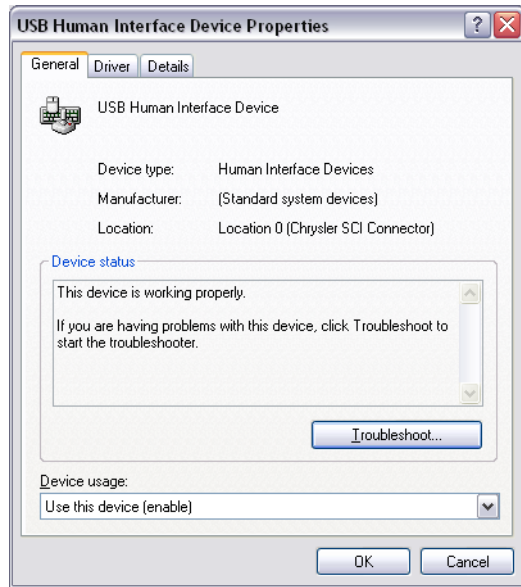 USB Human Interface Device Properties
General Driver Details
USB Human Interface Device
Device type: Human Interface Devices
Manufacturer: (Standard system devices)
Location: Location 0 (Chrysler SCI Connector)
Device status
This device is working properly.
If you are having problems with this device, click Troubleshoot to
start the troubleshooter.
Troubleshoot...
Device usage:
Use this device (enable)
OK Cancel